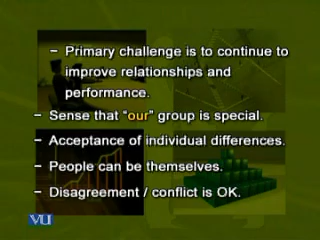 – Primary challenge is to continue to
improve relationships and
performance.
– Sense that "our" group is special.
– Acceptance of individual differences.
– People can be themselves.
– Disagreement / conflict is OK.
VU